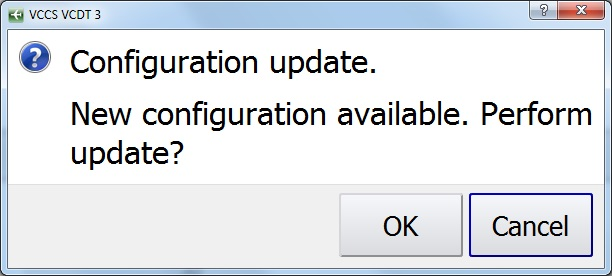 VCCS VCDT 3
Configuration update.
New configuration available. Perform
update?
OK
Cancel